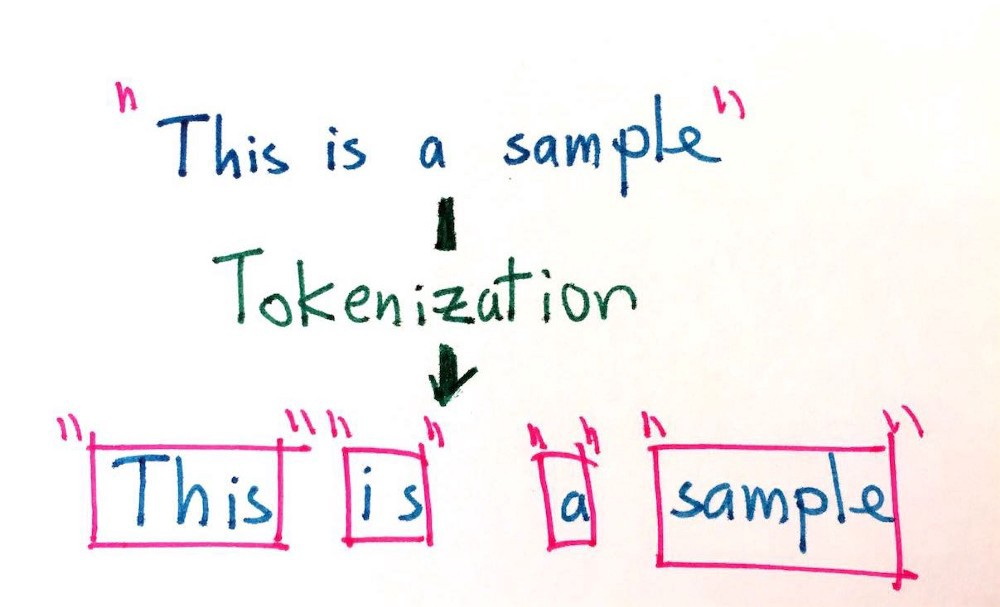 "This is a sample"
Tokenization
"This" "is" "a" "sample"